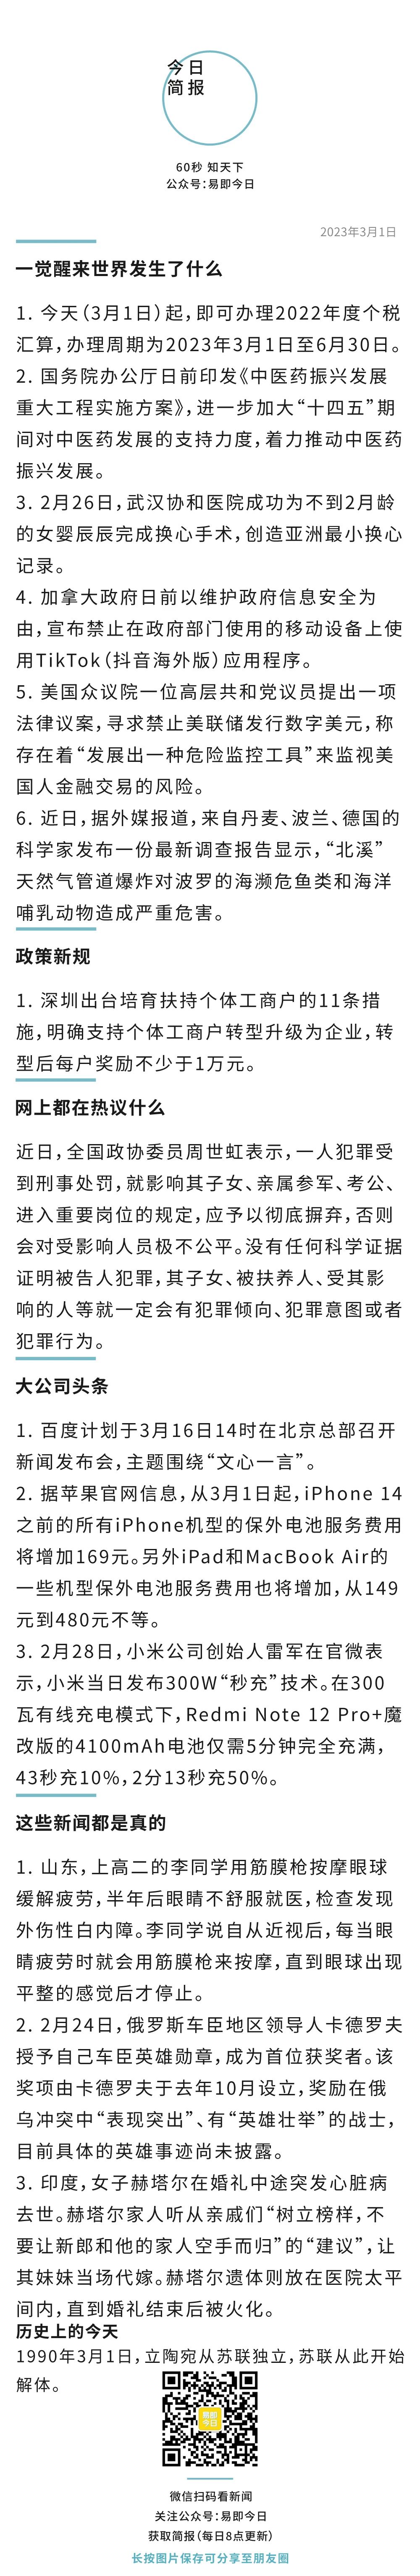 今日
简报
60秒 知天下
公众号：易即今日
2023年3月1日
一觉醒来世界发生了什么
1. 今天（3月1日）起，即可办理2022年度个税
汇算，办理周期为2023年3月1日至6月30日。
2. 国务院办公厅日前印发《中医药振兴发展
重大工程实施方案》，进一步加大“十四五”期
间对中医药发展的支持力度，着力推动中医药
振兴发展。
3. 2月26日，武汉协和医院成功为不到2月龄
的女婴辰辰完成换心手术，创造亚洲最小换心
记录。
4. 加拿大政府日前以维护政府信息安全为
由，宣布禁止在政府部门使用的移动设备上使
用TikTok（抖音海外版）应用程序。
5. 美国众议院一位高层共和党议员提出一项
法律议案，寻求禁止美联储发行数字美元，称
存在着“发展出一种危险监控工具”来监视美
国人金融交易的风险。
6. 近日，据外媒报道，来自丹麦、波兰、德国的
科学家发布一份最新调查报告显示，“北溪”
天然气管道爆炸对波罗的海濒危鱼类和海洋
哺乳动物造成严重危害。
政策新规
1. 深圳出台培育扶持个体工商户的11条措
施，明确支持个体工商户转型升级为企业，转
型后每户奖励不少于1万元。
网上都在热议什么
近日，全国政协委员周世虹表示，一人犯罪受
到刑事处罚，就影响其子女、亲属参军、考公、
进入重要岗位的规定，应予以彻底摒弃，否则
会对受影响人员极不公平。没有任何科学证据
证明被告人犯罪，其子女、被扶养人、受其影
响的人等就一定会有犯罪倾向、犯罪意图或者
犯罪行为。
大公司头条
1. 百度计划于3月16日14时在北京总部召开
新闻发布会，主题围绕“文心一言”。
2. 据苹果官网信息，从3月1日起，iPhone 14
之前的所有iPhone机型的保外电池服务费用
将增加169元。另外iPad和MacBook Air的
一些机型保外电池服务费用也将增加，从149
元到480元不等。
3. 2月28日，小米公司创始人雷军在官微表
示，小米当日发布300W“秒充”技术。在300
瓦有线充电模式下，Redmi Note 12 Pro+魔
改版的4100mAh电池仅需5分钟完全充满，
43秒充10%，2分13秒充50%。
这些新闻都是真的
1. 山东，上高二的李同学用筋膜枪按摩眼球
缓解疲劳，半年后眼睛不舒服就医，检查发现
外伤性白内障。李同学说自从近视后，每当眼
睛疲劳时就会用筋膜枪来按摩，直到眼球出现
平整的感觉后才停止。
2. 2月24日，俄罗斯车臣地区领导人卡德罗夫
授予自己车臣英雄勋章，成为首位获奖者。该
奖项由卡德罗夫于去年10月设立，奖励在俄
乌冲突中“表现突出”、有“英雄壮举”的战士，
目前具体的英雄事迹尚未披露。
3. 印度，女子赫塔尔在婚礼中途突发心脏病
去世。赫塔尔家人听从亲戚们“树立榜样，不
要让新郎和他的家人空手而归”的“建议”，让
其妹妹当场代嫁。赫塔尔遗体则放在医院太平
间内，直到婚礼结束后被火化。
历史上的今天
1990年3月1日，立陶宛从苏联独立，苏联从此开始
解体。
易即
今日
微信扫码看新闻
关注公众号：易即今日
获取简报（每日8点更新）
长按图片保存可分享至朋友圈